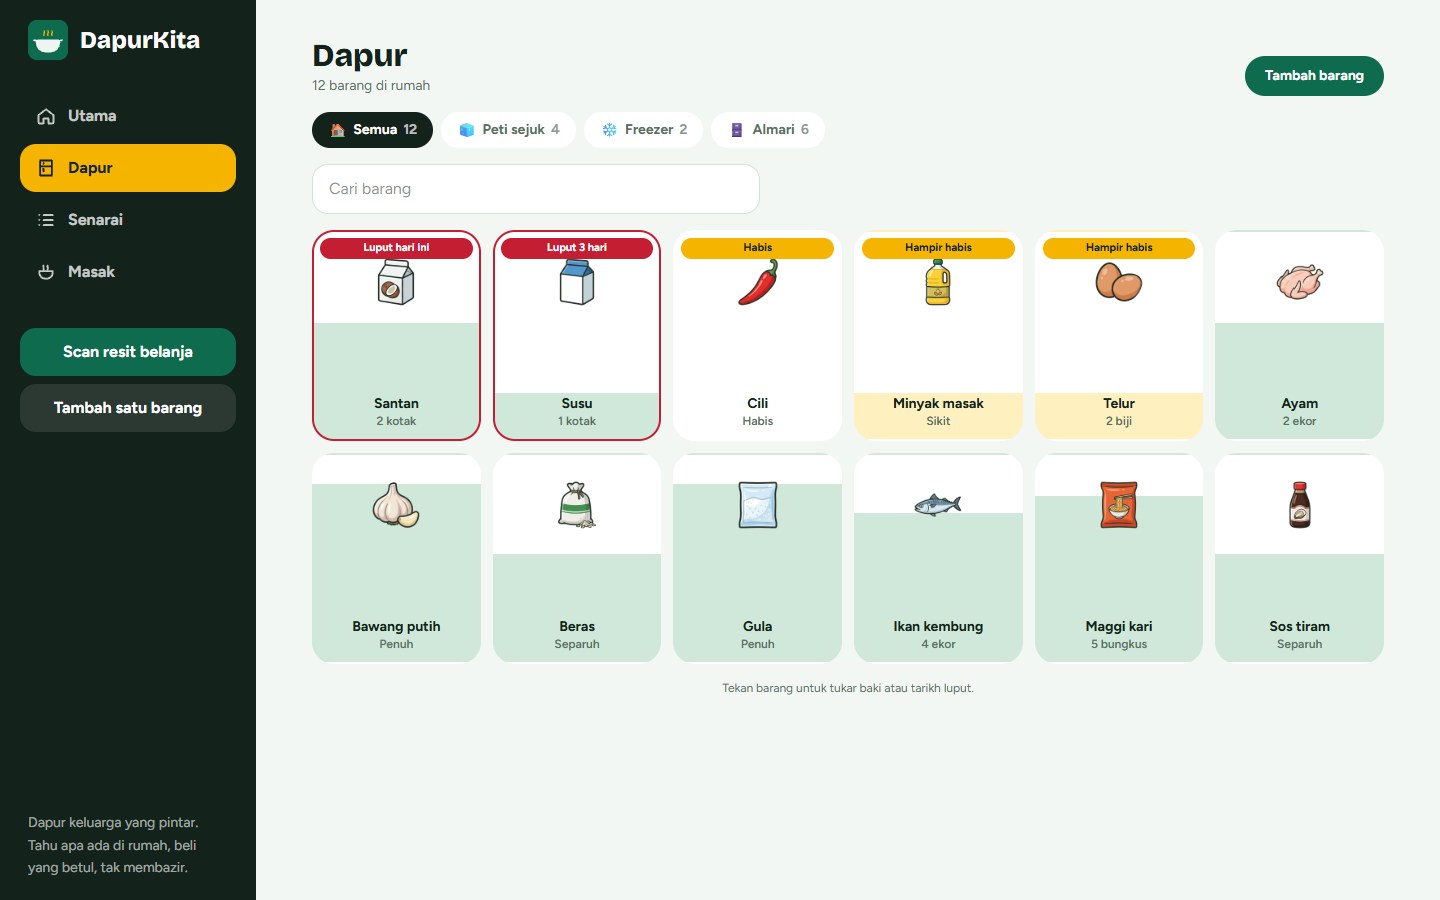 DapurKita
Utama
Dapur
Senarai
Masak
Scan resit belanja
Tambah satu barang
Dapur keluarga yang pintar.
Tahu apa ada di rumah, beli
yang betul, tak membazir.
Dapur
12 barang di rumah
Tambah barang
Semua 12
Peti sejuk 4
Freezer 2
Almari 6
Cari barang
Luput hari ini
Santan
2 kotak
Luput 3 hari
Susu
1 kotak
Habis
Cili
Habis
Hampir habis
Minyak masak
Sikit
Hampir habis
Telur
2 biji
Ayam
2 ekor
Bawang putih
Penuh
Beras
Separuh
Gula
Penuh
Ikan kembung
4 ekor
Maggi kari
5 bungkus
Sos tiram
Separuh
Tekan barang untuk tukar baki atau tarikh luput.